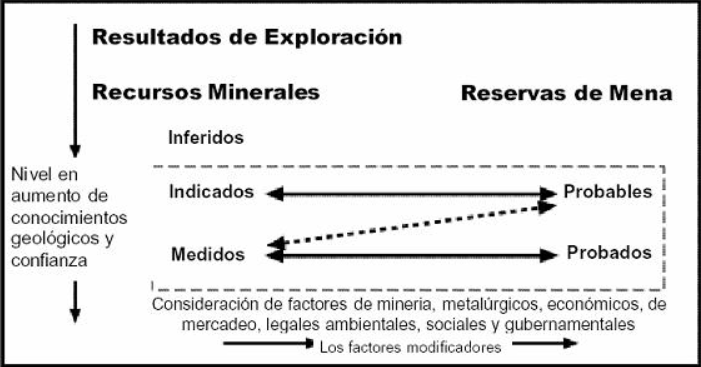 Resultados de Exploración
Recursos Minerales
Reservas de Mena
Inferidos
Nivel en
aumento de
conocimientos
geológicos y
confianza
Indicados
Probables
Medidos
Probados
Consideración de factores de mineria, metalúrgicos, económicos, de
mercadeo, legales ambientales, sociales y gubernamentales
Los factores modificadores